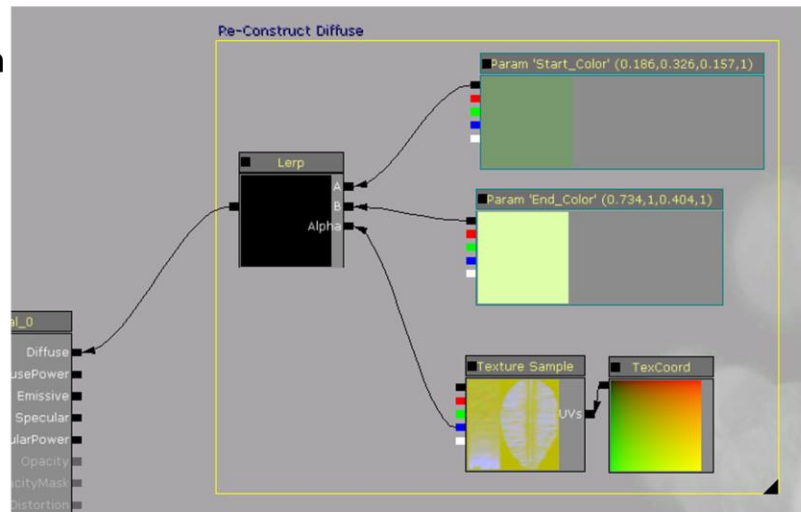 Re-Construct Diffuse
Param 'Start_Color' (0.186,0.326,0.157,1)
Lerp
A
B
Alpha
Param 'End_Color' (0.734,1,0.404,1)
Texture Sample
UVs
TexCoord
al_0
Diffuse
usePower
Emissive
Specular
ularPower
Opacity
acityMask
Distortion